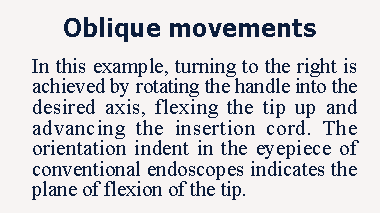 Oblique movements
In this example, turning to the right is
achieved by rotating the handle into the
desired axis, flexing the tip up and
advancing the insertion cord. The
orientation indent in the eyepiece of
conventional endoscopes indicates the
plane of flexion of the tip.